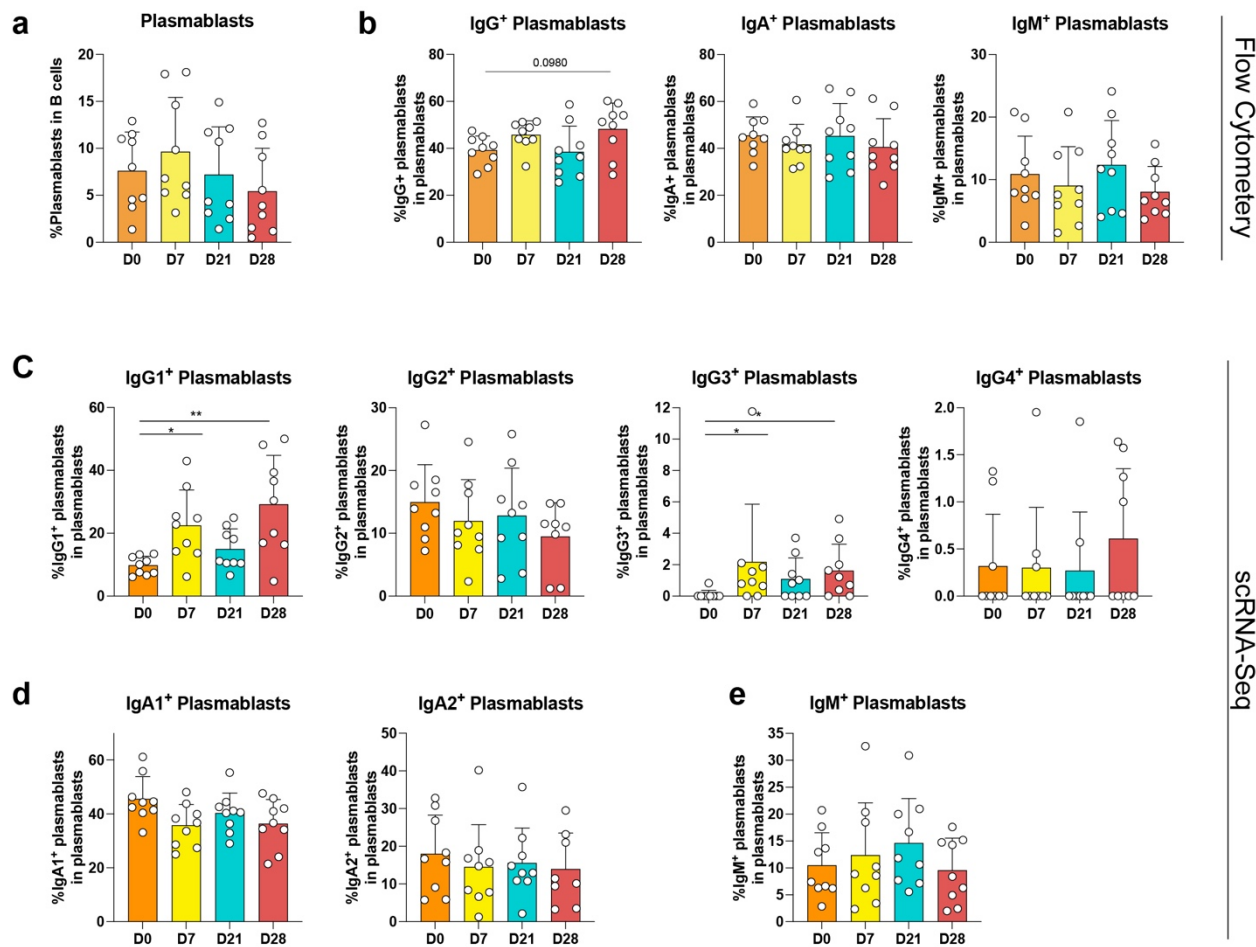 a
Plasmablasts
%Plasmablasts in B cells
20
15
10
5
0
D0 D7 D21 D28
b
IgG+ Plasmablasts
%IgG+ plasmablasts
in plasmablasts
80
60
40
20
0
0.0980
D0 D7 D21 D28
IgA+ Plasmablasts
%IgA+ plasmablasts
in plasmablasts
80
60
40
20
0
D0 D7 D21 D28
IgM+ Plasmablasts
%IgM+ plasmablasts
in plasmablasts
30
20
10
0
D0 D7 D21 D28
Flow Cytometery
C
IgG1+ Plasmablasts
%IgG1+ plasmablasts
in plasmablasts
60
40
20
0
**
*
D0 D7 D21 D28
IgG2+ Plasmablasts
%IgG2+ plasmablasts
in plasmablasts
30
20
10
0
D0 D7 D21 D28
IgG3+ Plasmablasts
%IgG3+ plasmablasts
in plasmablasts
12
10
8
6
4
2
0
*
*
D0 D7 D21 D28
IgG4+ Plasmablasts
%IgG4+ plasmablasts
in plasmablasts
2.0
1.5
1.0
0.5
0.0
D0 D7 D21 D28
scRNA-Seq
d
IgA1+ Plasmablasts
%IgA1+ plasmablasts
in plasmablasts
60
40
20
0
D0 D7 D21 D28
IgA2+ Plasmablasts
%IgA2+ plasmablasts
in plasmablasts
50
40
30
20
10
0
D0 D7 D21 D28
e
IgM+ Plasmablasts
%IgM+ plasmablasts
in plasmablasts
35
30
25
20
15
10
5
0
D0 D7 D21 D28